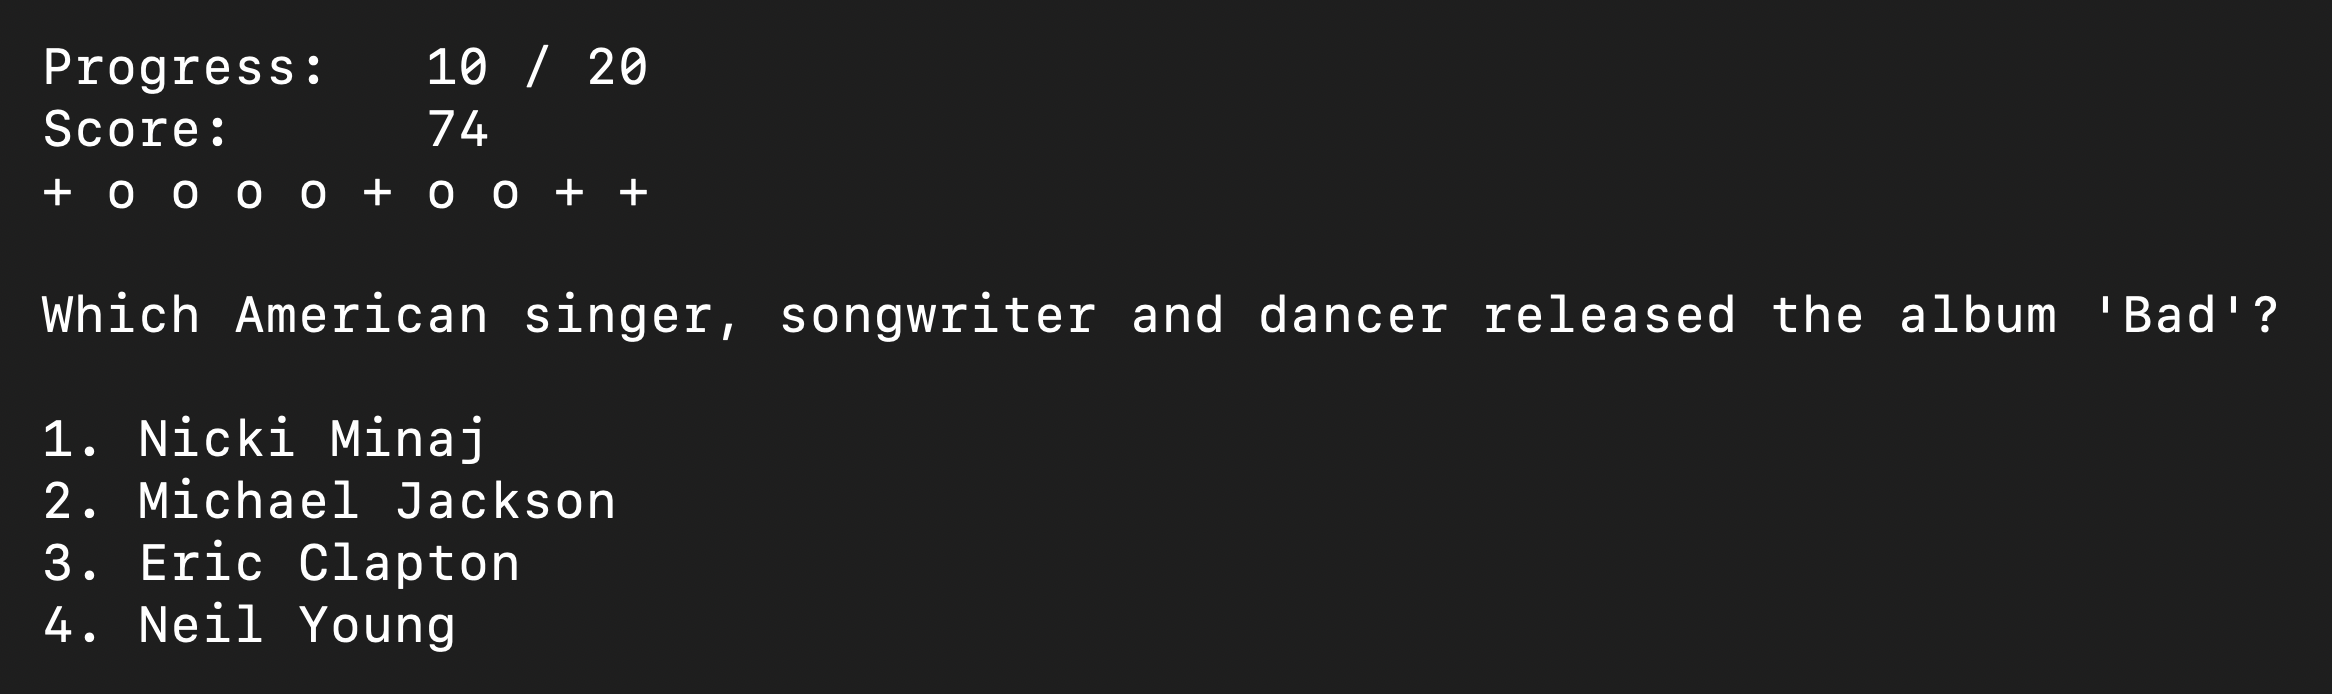 Progress:   10 / 20
Score:      74
+ o o o o + o o + +
Which American singer, songwriter and dancer released the album 'Bad'?
1. Nicki Minaj
2. Michael Jackson
3. Eric Clapton
4. Neil Young